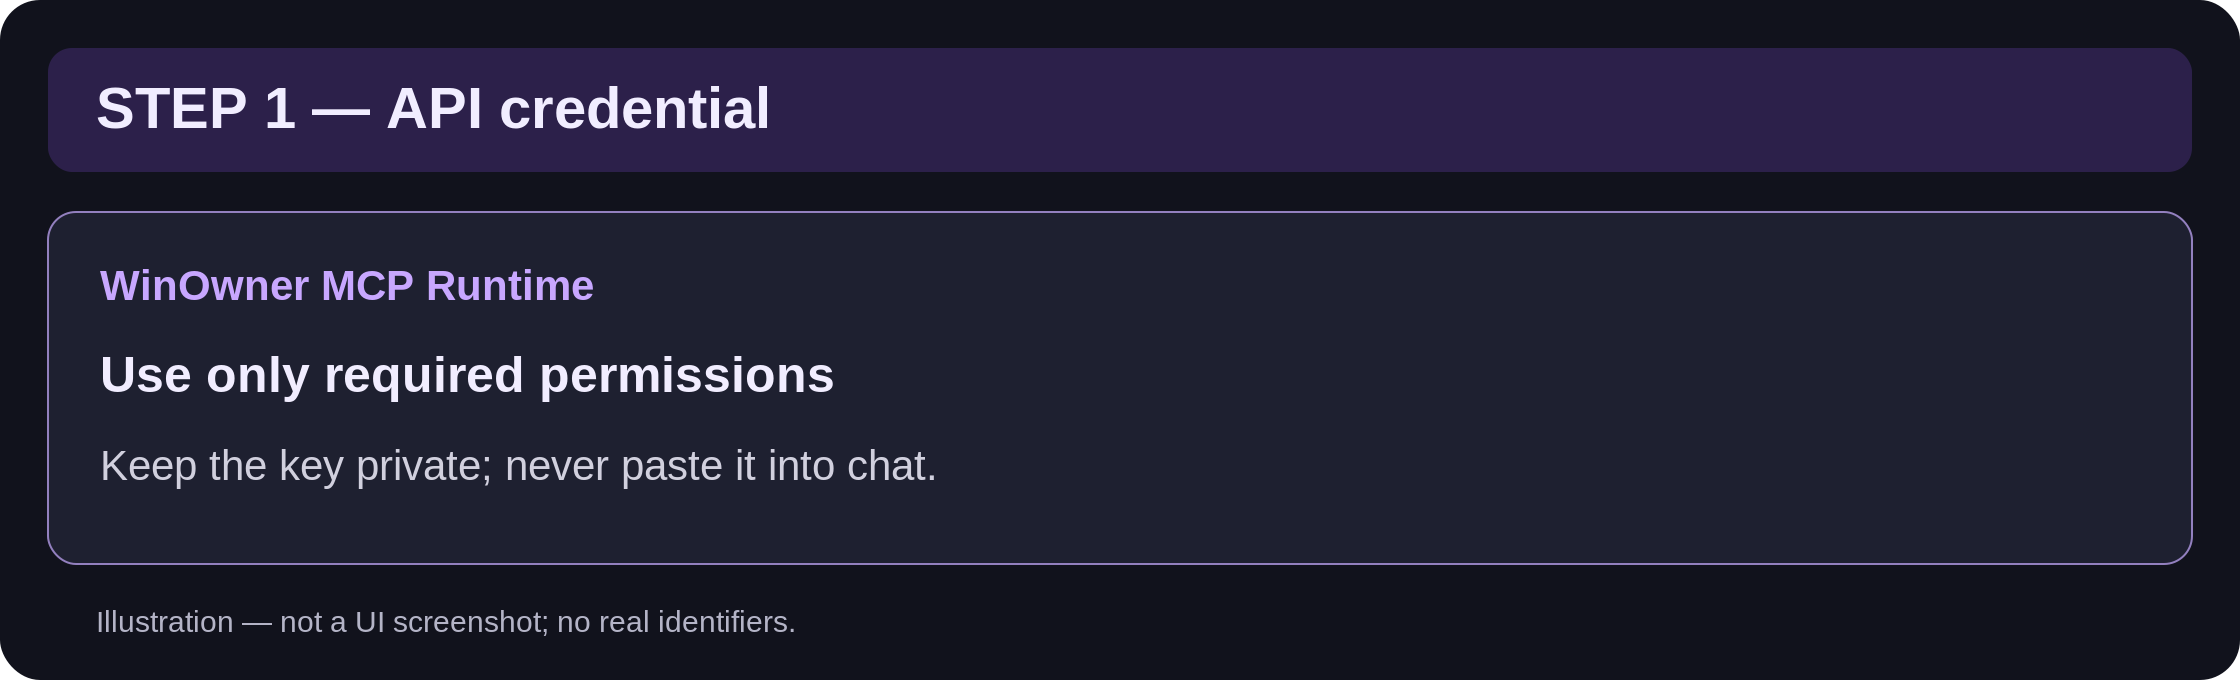 STEP 1 — API credential
WinOwner MCP Runtime
Use only required permissions
Keep the key private; never paste it into chat.
Illustration — not a UI screenshot; no real identifiers.